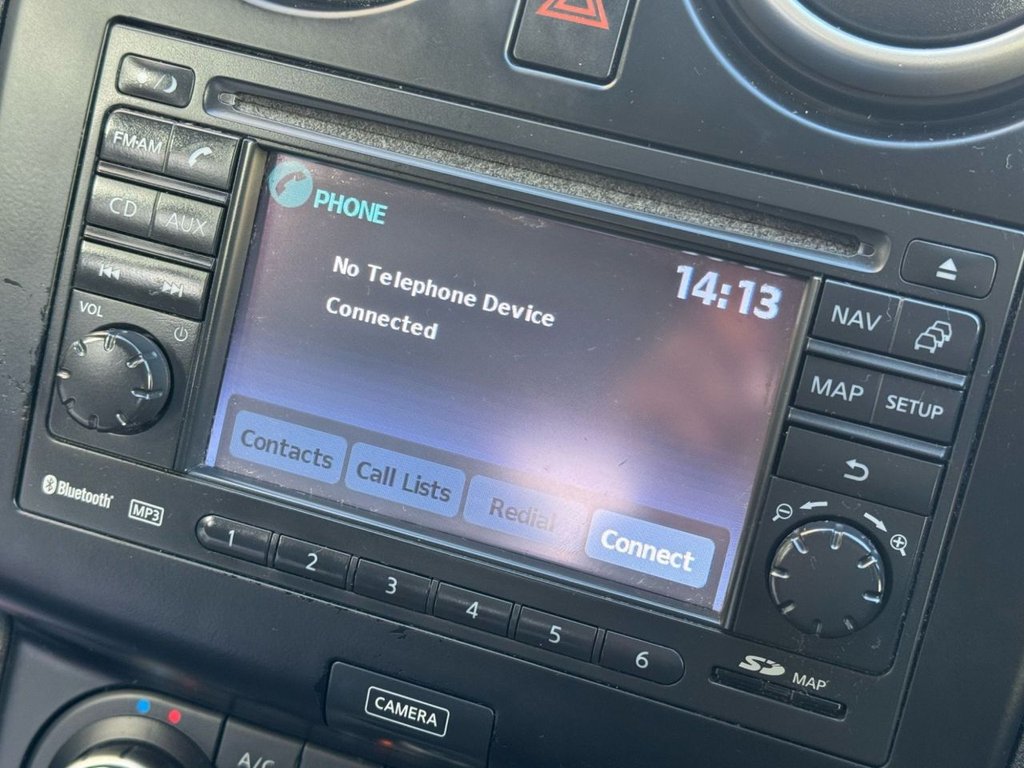 FM·AM
CD
AUX
VOL
PHONE
No Telephone Device
Connected
14:13
Contacts
Call Lists
Redial
Connect
NAV
MAP
SETUP
Bluetooth
MP3
1
2
3
4
5
6
SD
MAP
CAMERA
A/C